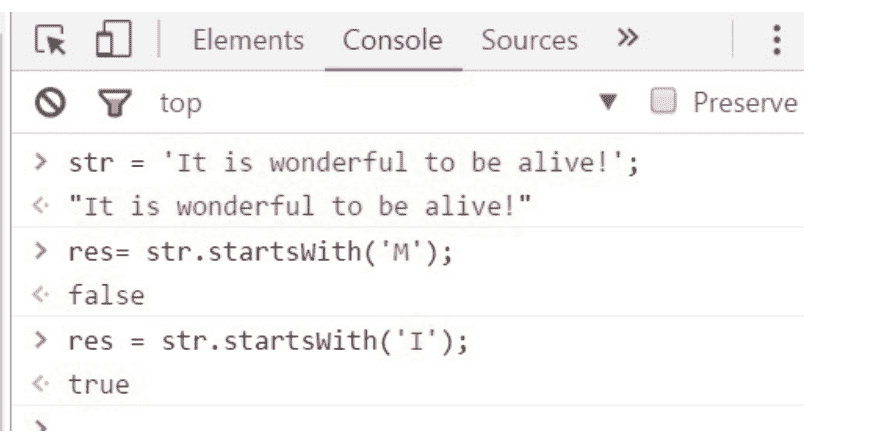 Elements Console Sources »
top ▼ Preserve
> str = 'It is wonderful to be alive!';
<· "It is wonderful to be alive!"
> res= str.startsWith('M');
<· false
> res = str.startsWith('I');
<· true
>